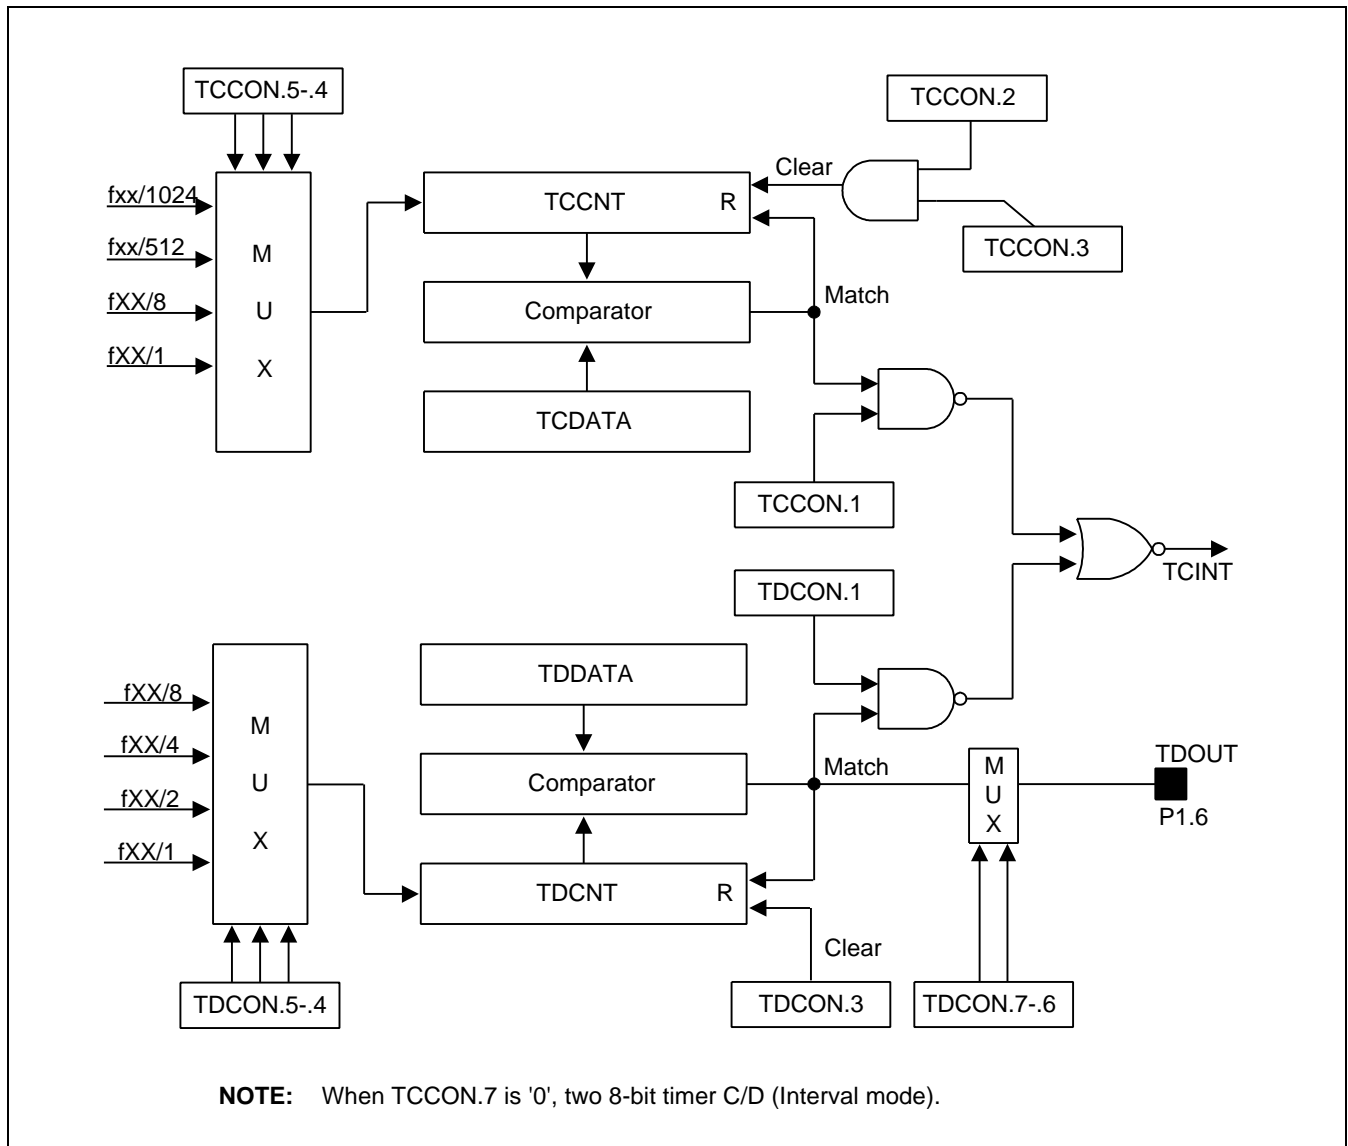 TCCON.5-.4
TCCON.2
Clear
fxx/1024
TCCNT
R
fxx/512
M
TCCON.3
fXX/8
U
Comparator
Match
fXX/1
X
TCDATA
TCCON.1
TCINT
TDCON.1
TDDATA
fXX/8
M
fXX/4
U
Comparator
Match
M
U
X
TDOUT
P1.6
fXX/2
fXX/1
X
TDCNT
R
Clear
TDCON.5-.4
TDCON.3
TDCON.7-.6
NOTE: When TCCON.7 is '0', two 8-bit timer C/D (Interval mode).